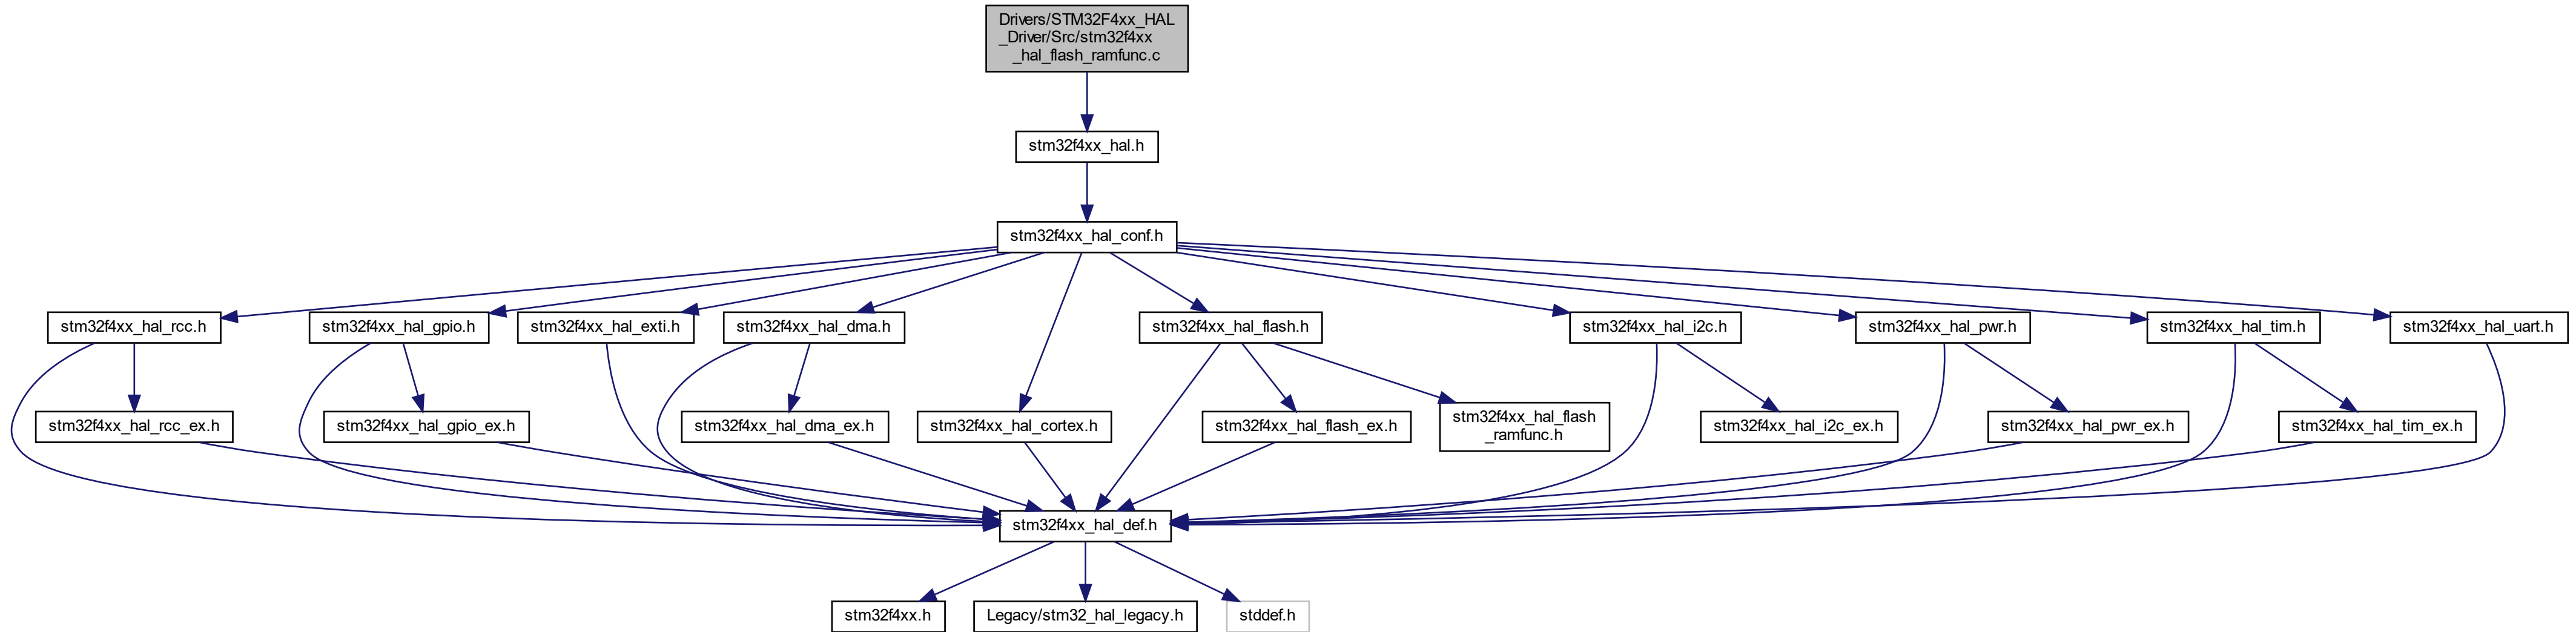 Drivers/STM32F4xx_HAL
_Driver/Src/stm32f4xx
_hal_flash_ramfunc.c
stm32f4xx_hal.h
stm32f4xx_hal_conf.h
stm32f4xx_hal_rcc.h
stm32f4xx_hal_gpio.h
stm32f4xx_hal_exti.h
stm32f4xx_hal_dma.h
stm32f4xx_hal_flash.h
stm32f4xx_hal_i2c.h
stm32f4xx_hal_pwr.h
stm32f4xx_hal_tim.h
stm32f4xx_hal_uart.h
stm32f4xx_hal_rcc_ex.h
stm32f4xx_hal_gpio_ex.h
stm32f4xx_hal_dma_ex.h
stm32f4xx_hal_cortex.h
stm32f4xx_hal_flash_ex.h
stm32f4xx_hal_flash
_ramfunc.h
stm32f4xx_hal_i2c_ex.h
stm32f4xx_hal_pwr_ex.h
stm32f4xx_hal_tim_ex.h
stm32f4xx_hal_def.h
stm32f4xx.h
Legacy/stm32_hal_legacy.h
stddef.h